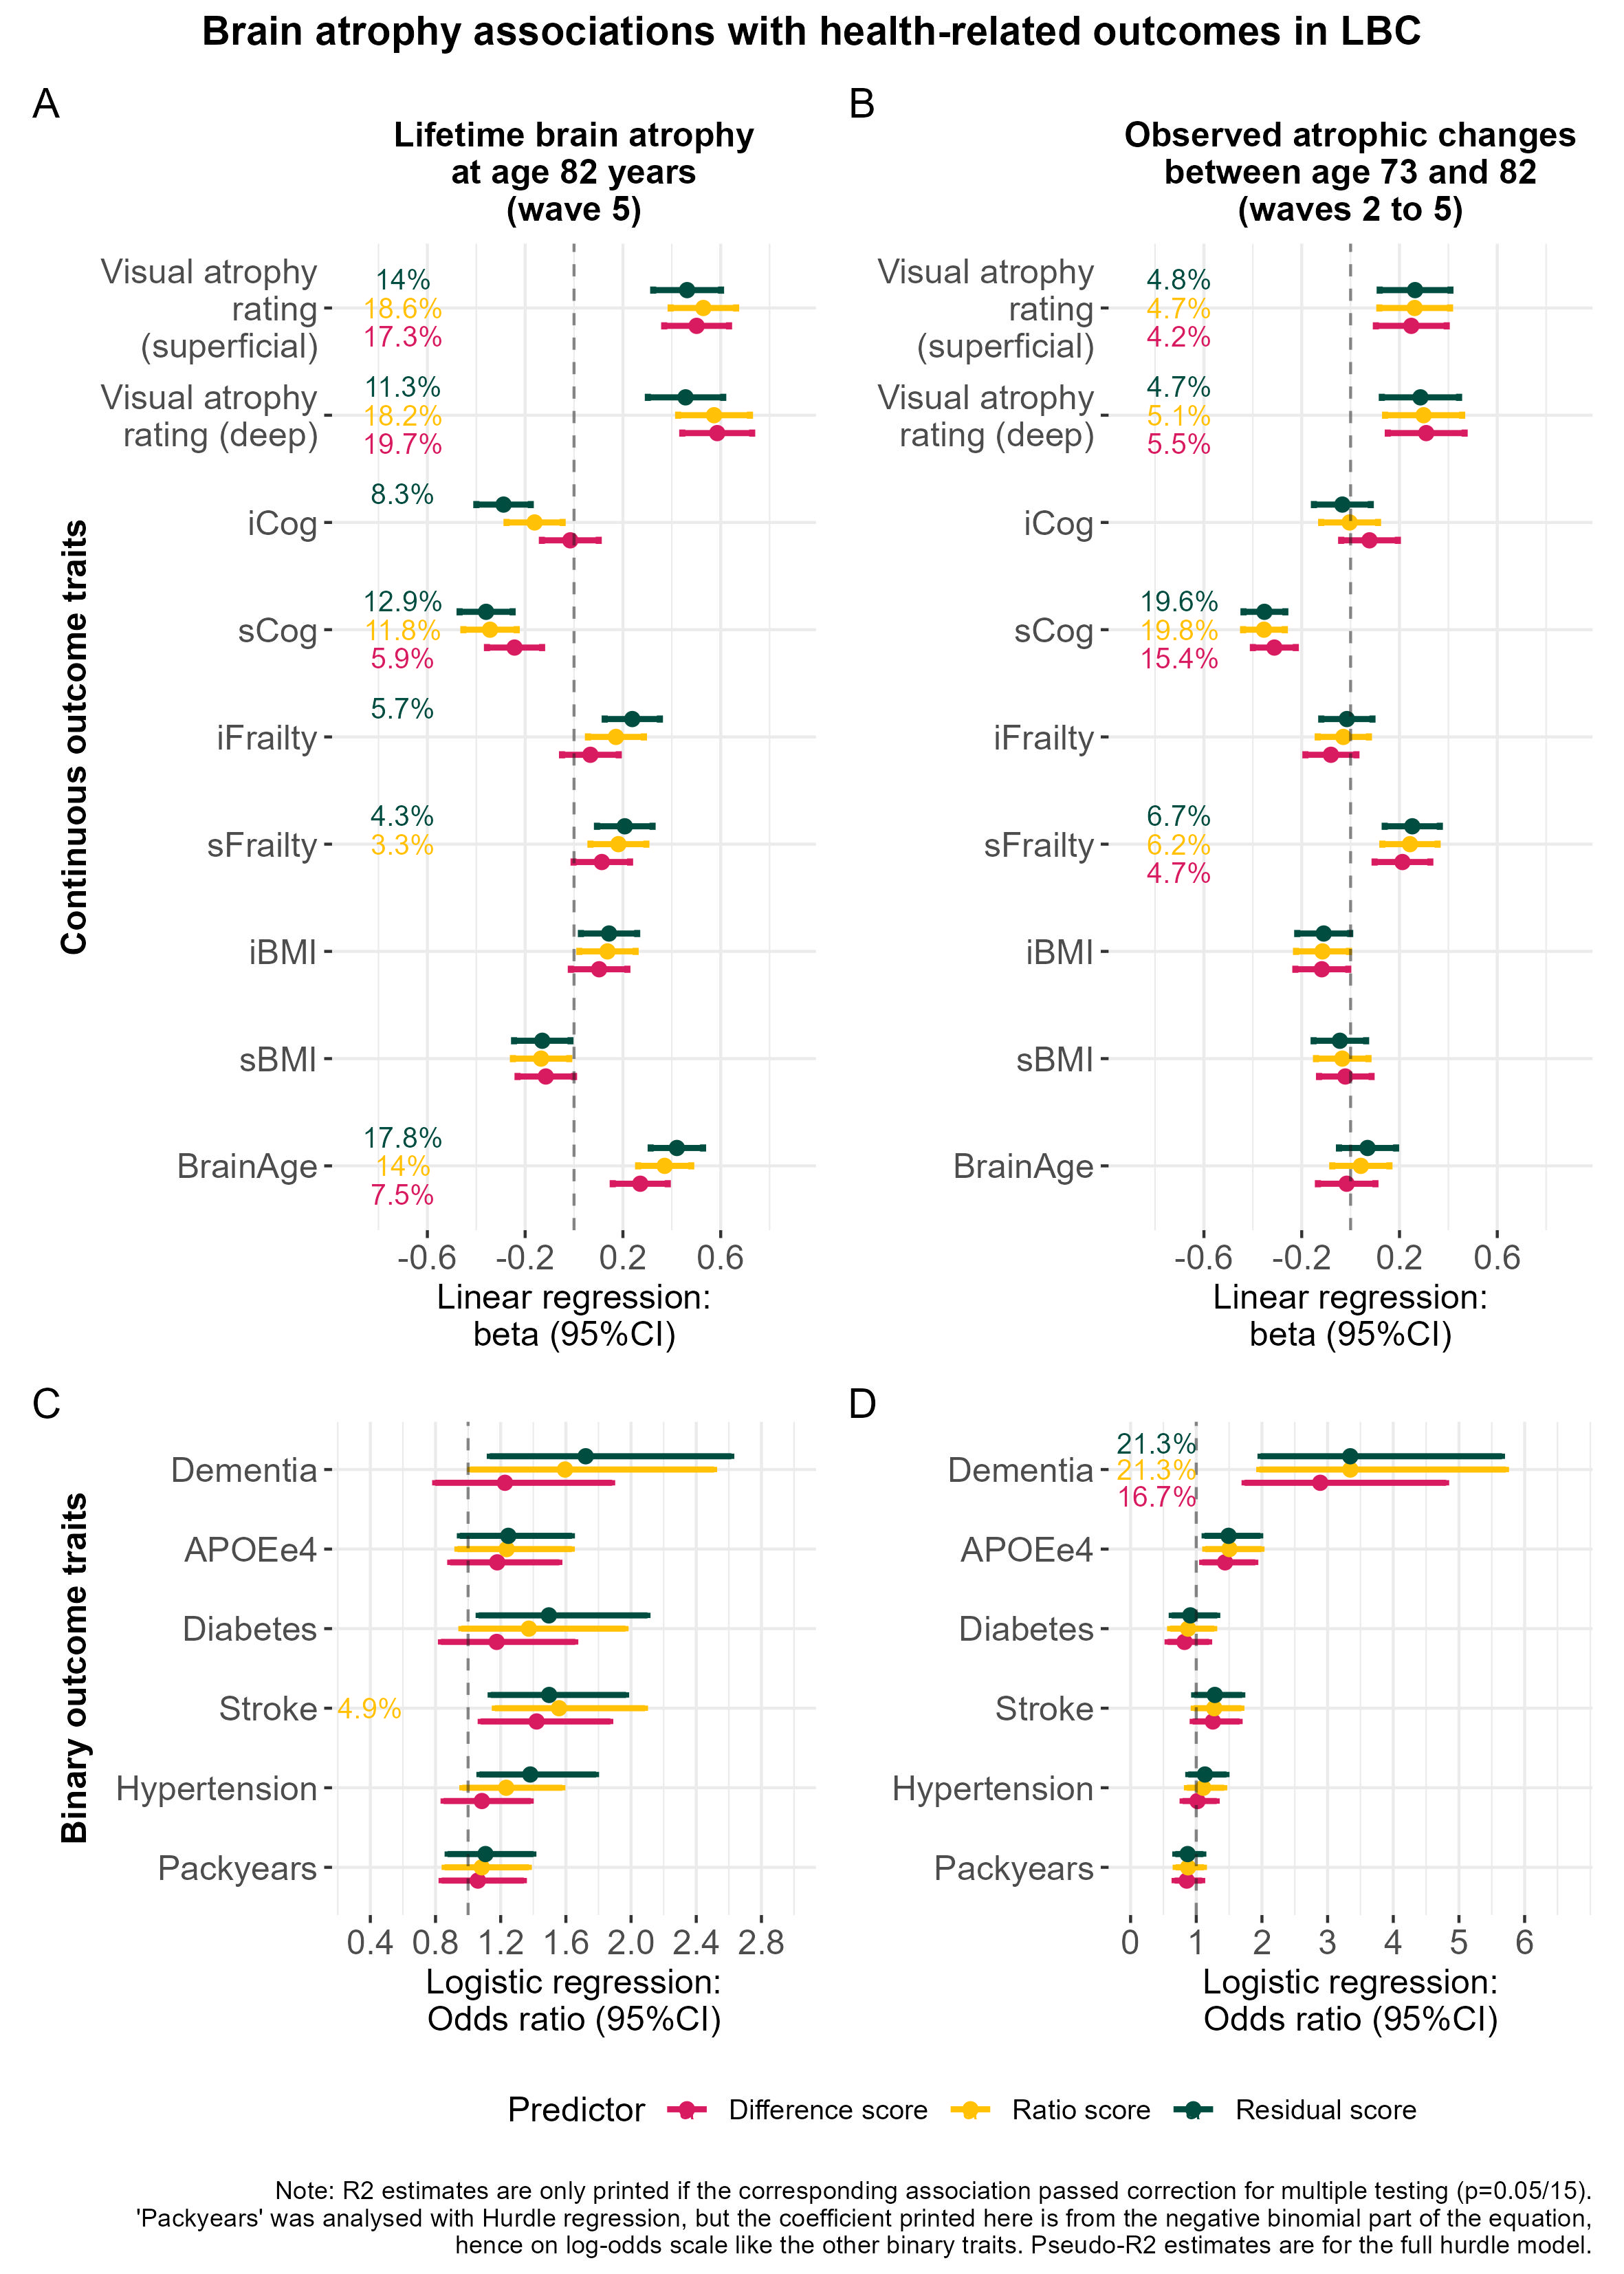 Brain atrophy associations with health-related outcomes in LBC
A
Lifetime brain atrophy
at age 82 years
(wave 5)
Continuous outcome traits
Visual atrophy
rating
(superficial)
14%
18.6%
17.3%
Visual atrophy
rating (deep)
11.3%
18.2%
19.7%
iCog
8.3%
sCog
12.9%
11.8%
5.9%
iFrailty
5.7%
sFrailty
4.3%
3.3%
iBMI
sBMI
BrainAge
17.8%
14%
7.5%
-0.6 -0.2 0.2 0.6
Linear regression:
beta (95%CI)
B
Observed atrophic changes
between age 73 and 82
(waves 2 to 5)
Visual atrophy
rating
(superficial)
4.8%
4.7%
4.2%
Visual atrophy
rating (deep)
4.7%
5.1%
5.5%
iCog
sCog
19.6%
19.8%
15.4%
iFrailty
sFrailty
6.7%
6.2%
4.7%
iBMI
sBMI
BrainAge
-0.6 -0.2 0.2 0.6
Linear regression:
beta (95%CI)
C
Binary outcome traits
Dementia
APOEe4
Diabetes
Stroke
4.9%
Hypertension
Packyears
0.4 0.8 1.2 1.6 2.0 2.4 2.8
Logistic regression:
Odds ratio (95%CI)
D
Dementia
21.3%
21.3%
16.7%
APOEe4
Diabetes
Stroke
Hypertension
Packyears
0 1 2 3 4 5 6
Logistic regression:
Odds ratio (95%CI)
Predictor Difference score Ratio score Residual score
Note: R2 estimates are only printed if the corresponding association passed correction for multiple testing (p=0.05/15).
'Packyears' was analysed with Hurdle regression, but the coefficient printed here is from the negative binomial part of the equation,
hence on log-odds scale like the other binary traits. Pseudo-R2 estimates are for the full hurdle model.